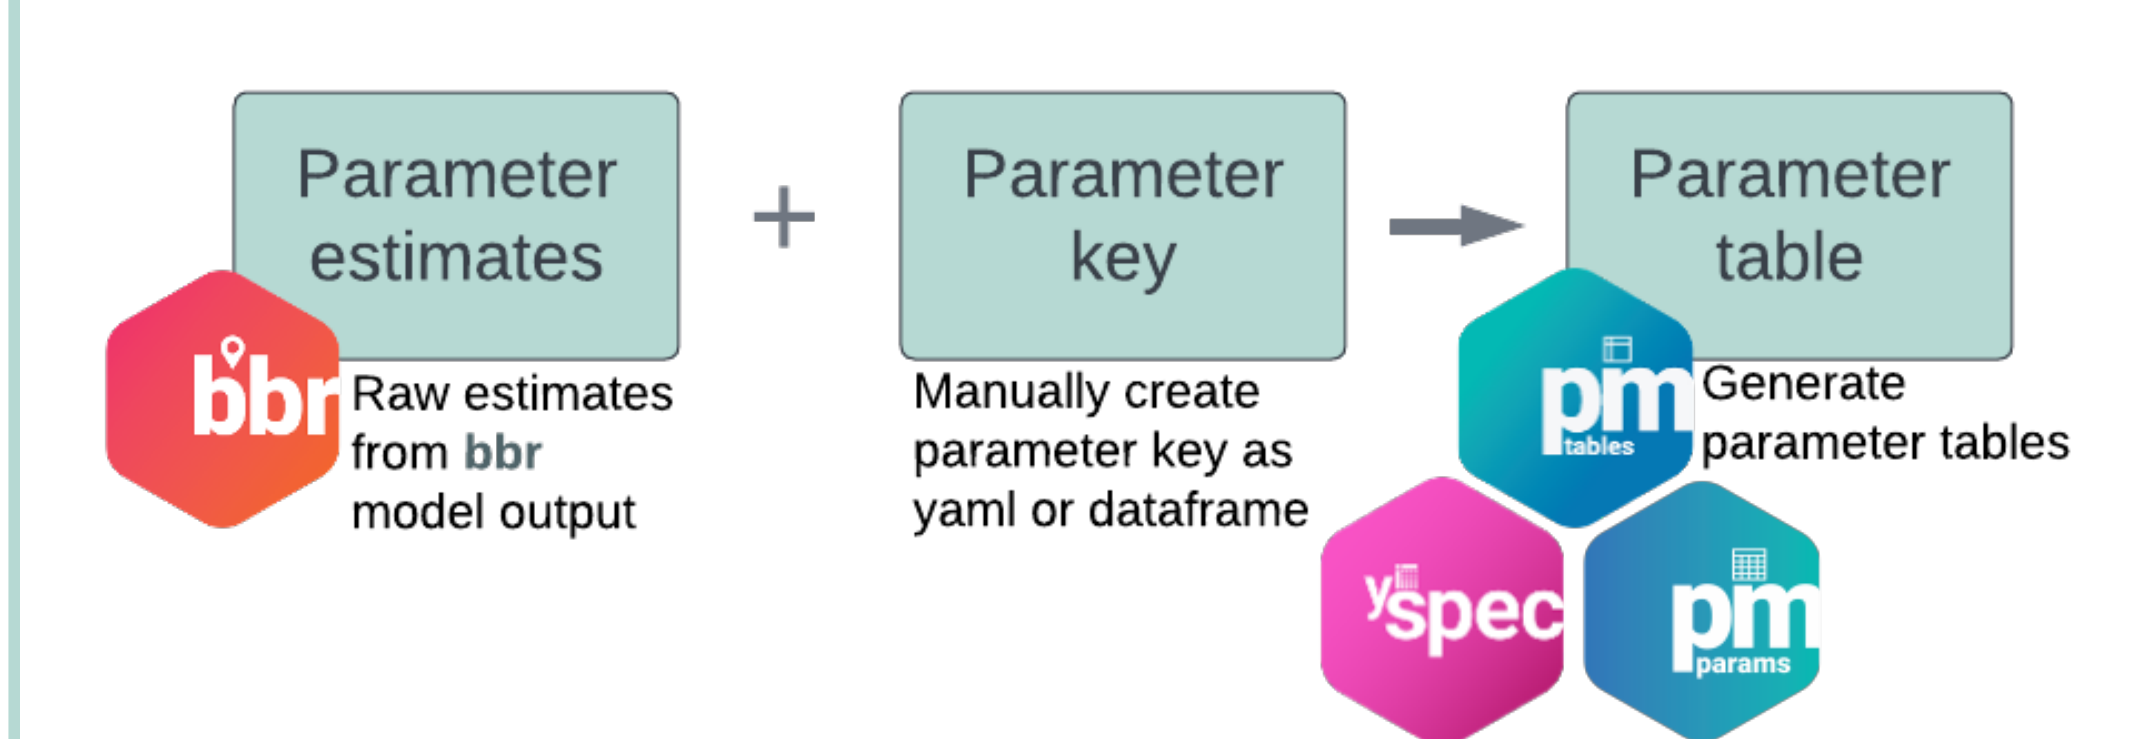 Parameter
estimates
+
Parameter
key
Parameter
table
bbr
Raw estimates
from bbr
model output
Manually create
parameter key as
yaml or dataframe
pm
tables
Generate
parameter tables
yspec
pm
params